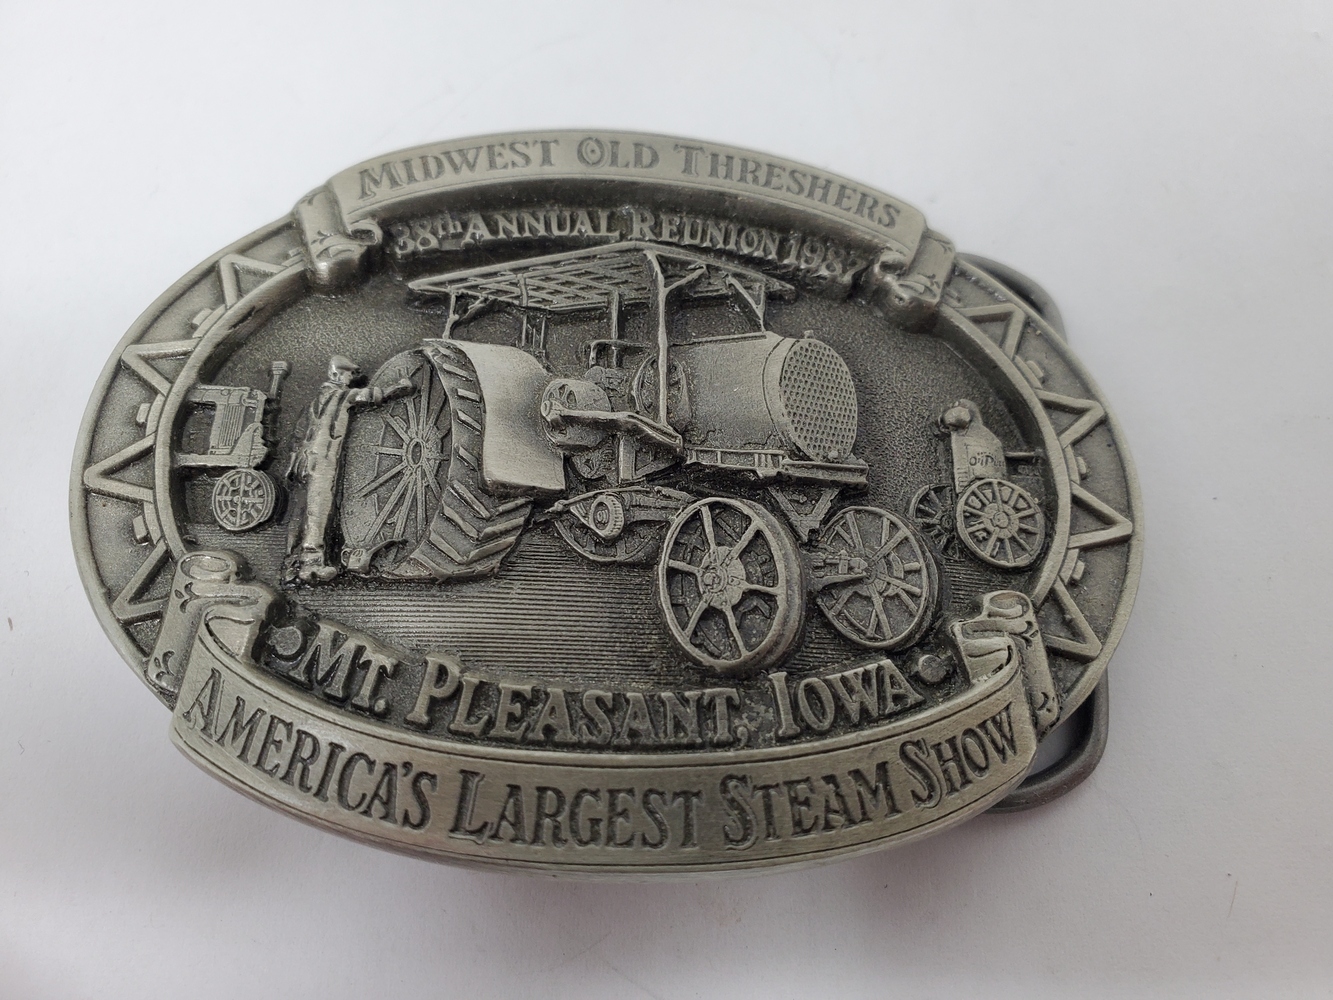 MIDWEST OLD THRESHERS
38th ANNUAL REUNION 1987
MT. PLEASANT, IOWA
AMERICA'S LARGEST STEAM SHOW